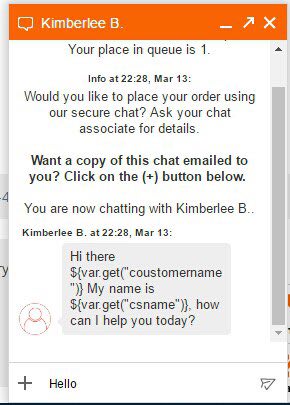 Kimberlee B.
Your place in queue is 1.
Info at 22:28, Mar 13:
Would you like to place your order using
our secure chat? Ask your chat
associate for details.
Want a copy of this chat emailed to
you? Click on the (+) button below.
You are now chatting with Kimberlee B..
Kimberlee B. at 22:28, Mar 13:
Hi there
${var.get("coustomername
")} My name is
${var.get("csname")}, how
can I help you today?
Hello